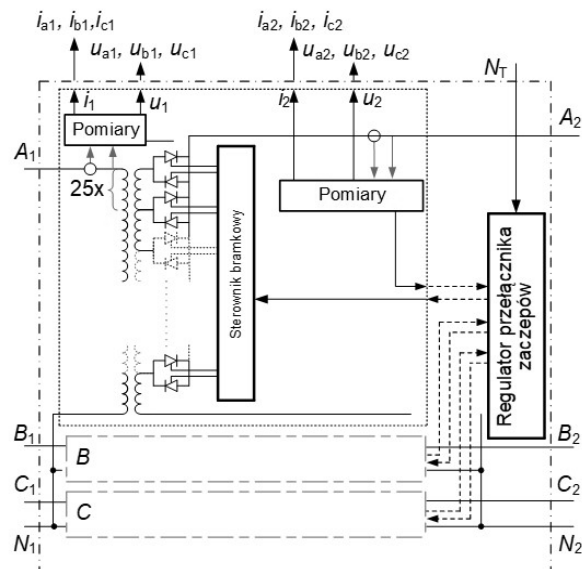 ia1, ib1,ic1
ia2, ib2, ic2
ua1, ub1, uc1
ua2, ub2, uc2
NT
i1
u1
i2
u2
Pomiary
A2
A1
25x
Pomiary
Sterownik bramkowy
Regulator przełącznika
zaczepów
B1
B
B2
C1
C
C2
N1
N2